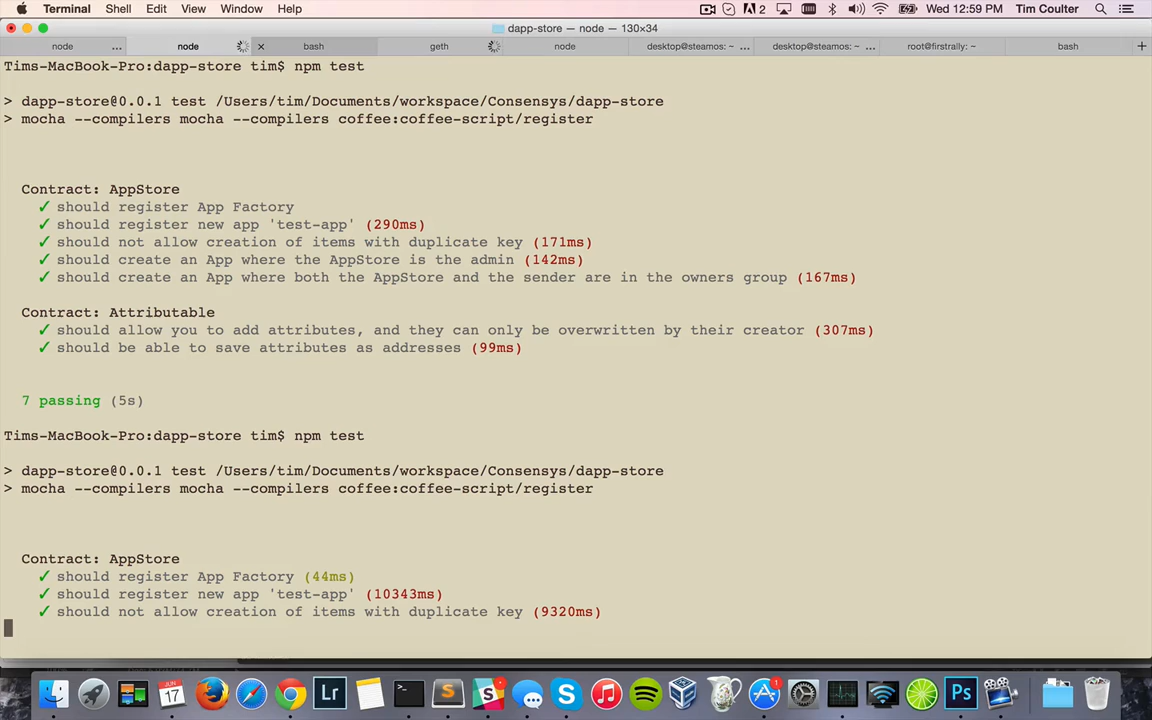 Terminal Shell Edit View Window Help 2 Wed 12:59 PM Tim Coulter
dapp-store — node — 130×34
node ... node bash geth node desktop@steamos: ~ ... desktop@steamos: ~ ... root@firstrally: ~ bash
Tims-MacBook-Pro:dapp-store tim$ npm test
> dapp-store@0.0.1 test /Users/tim/Documents/workspace/Consensys/dapp-store
> mocha --compilers mocha --compilers coffee:coffee-script/register
Contract: AppStore
✓ should register App Factory
✓ should register new app 'test-app' (290ms)
✓ should not allow creation of items with duplicate key (171ms)
✓ should create an App where the AppStore is the admin (142ms)
✓ should create an App where both the AppStore and the sender are in the owners group (167ms)
Contract: Attributable
✓ should allow you to add attributes, and they can only be overwritten by their creator (307ms)
✓ should be able to save attributes as addresses (99ms)
7 passing (5s)
Tims-MacBook-Pro:dapp-store tim$ npm test
> dapp-store@0.0.1 test /Users/tim/Documents/workspace/Consensys/dapp-store
> mocha --compilers mocha --compilers coffee:coffee-script/register
Contract: AppStore
✓ should register App Factory (44ms)
✓ should register new app 'test-app' (10343ms)
✓ should not allow creation of items with duplicate key (9320ms)
JUN 17 Lr >_ S S 1 Ps